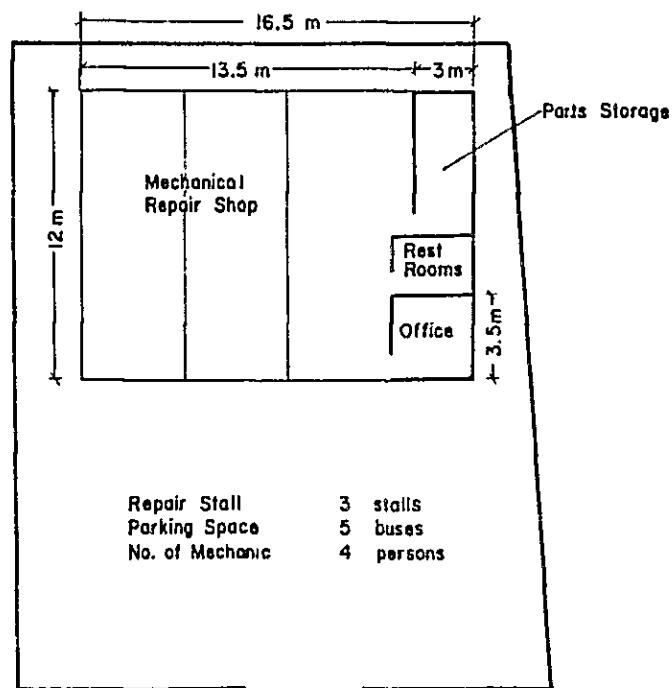 16.5 m
13.5 m
3 m
Parts Storage
Mechanical
Repair Shop
12 m
Rest
Rooms
Office
3.5 m
Repair Stall 3 stalls
Parking Space 5 buses
No. of Mechanic 4 persons